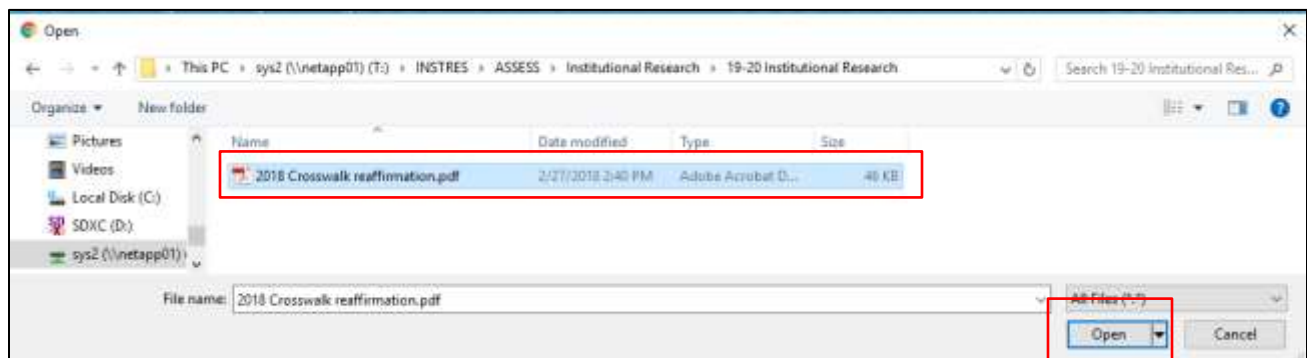 Open
This PC › sys2 (\\netapp01) (T:) › INSTRES › ASSESS › Institutional Research › 19-20 Institutional Research
Search 19-20 Institutional Res...
Organize
New folder
Pictures
Name
Date modified
Type
Size
Videos
2018 Crosswalk reaffirmation.pdf
2/27/2018 2:40 PM
Adobe Acrobat D...
46 KB
Local Disk (C:)
SDXC (D:)
sys2 (\\netapp01)
File name:
2018 Crosswalk reaffirmation.pdf
All Files (*.*)
Open
Cancel